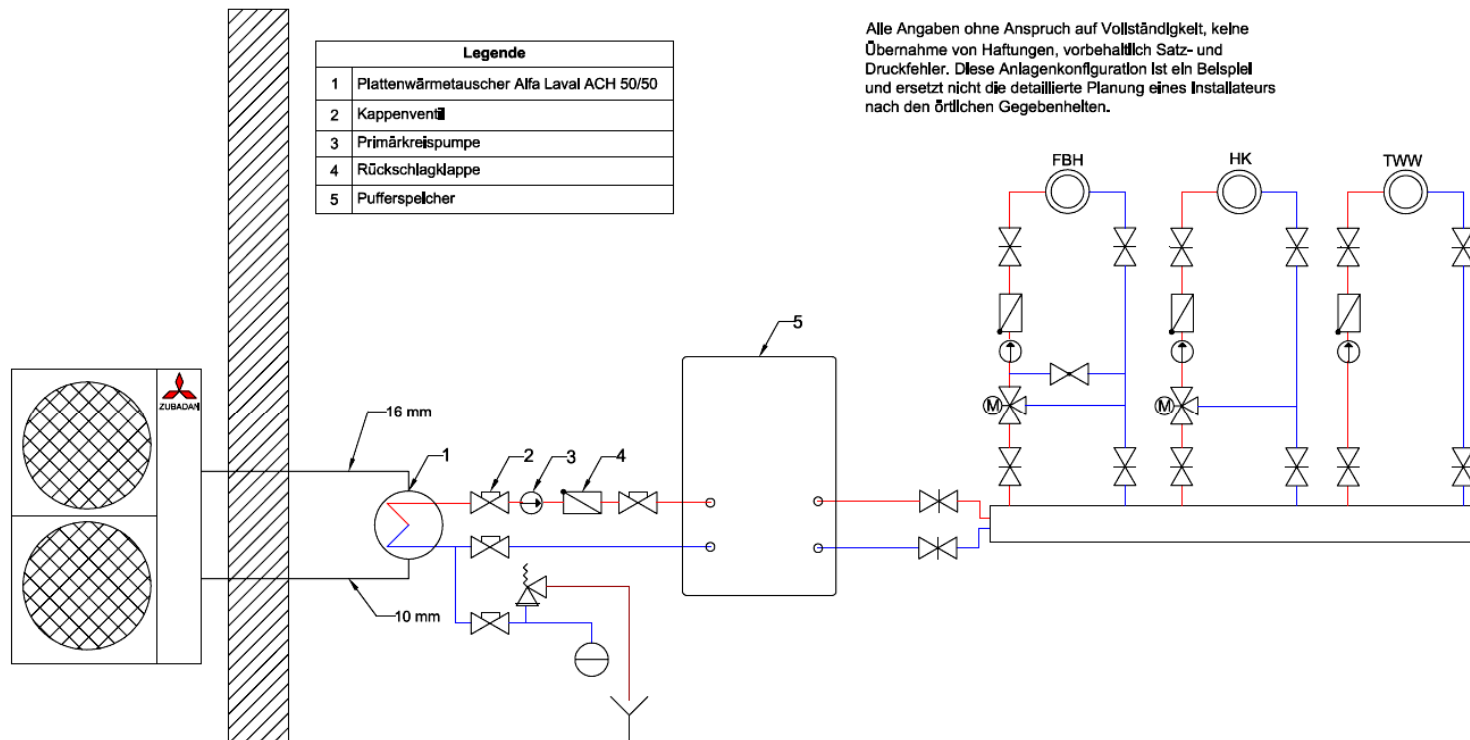 Legende
1 Plattenwärmetauscher Alfa Laval ACH 50/50
2 Kappenventil
3 Primärkreispumpe
4 Rückschlagklappe
5 Pufferspeicher
Alle Angaben ohne Anspruch auf Vollständigkeit, keine
Übernahme von Haftungen, vorbehaltlich Satz- und
Druckfehler. Diese Anlagenkonfiguration ist ein Beispiel
und ersetzt nicht die detaillierte Planung eines Installateurs
nach den örtlichen Gegebenheiten.
FBH
HK
TWW
5
ZUBADAN
16 mm
1
2
3
4
M
M
10 mm